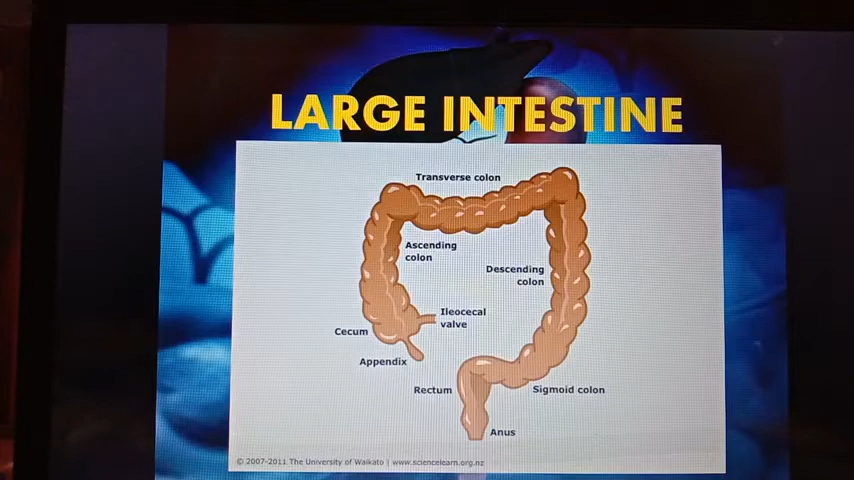 LARGE INTESTINE
Transverse colon
Ascending
colon
Descending
colon
Ileocecal
valve
Cecum
Appendix
Rectum
Sigmoid colon
Anus
© 2007-2011 The University of Waikato | www.sciencelearn.org.nz